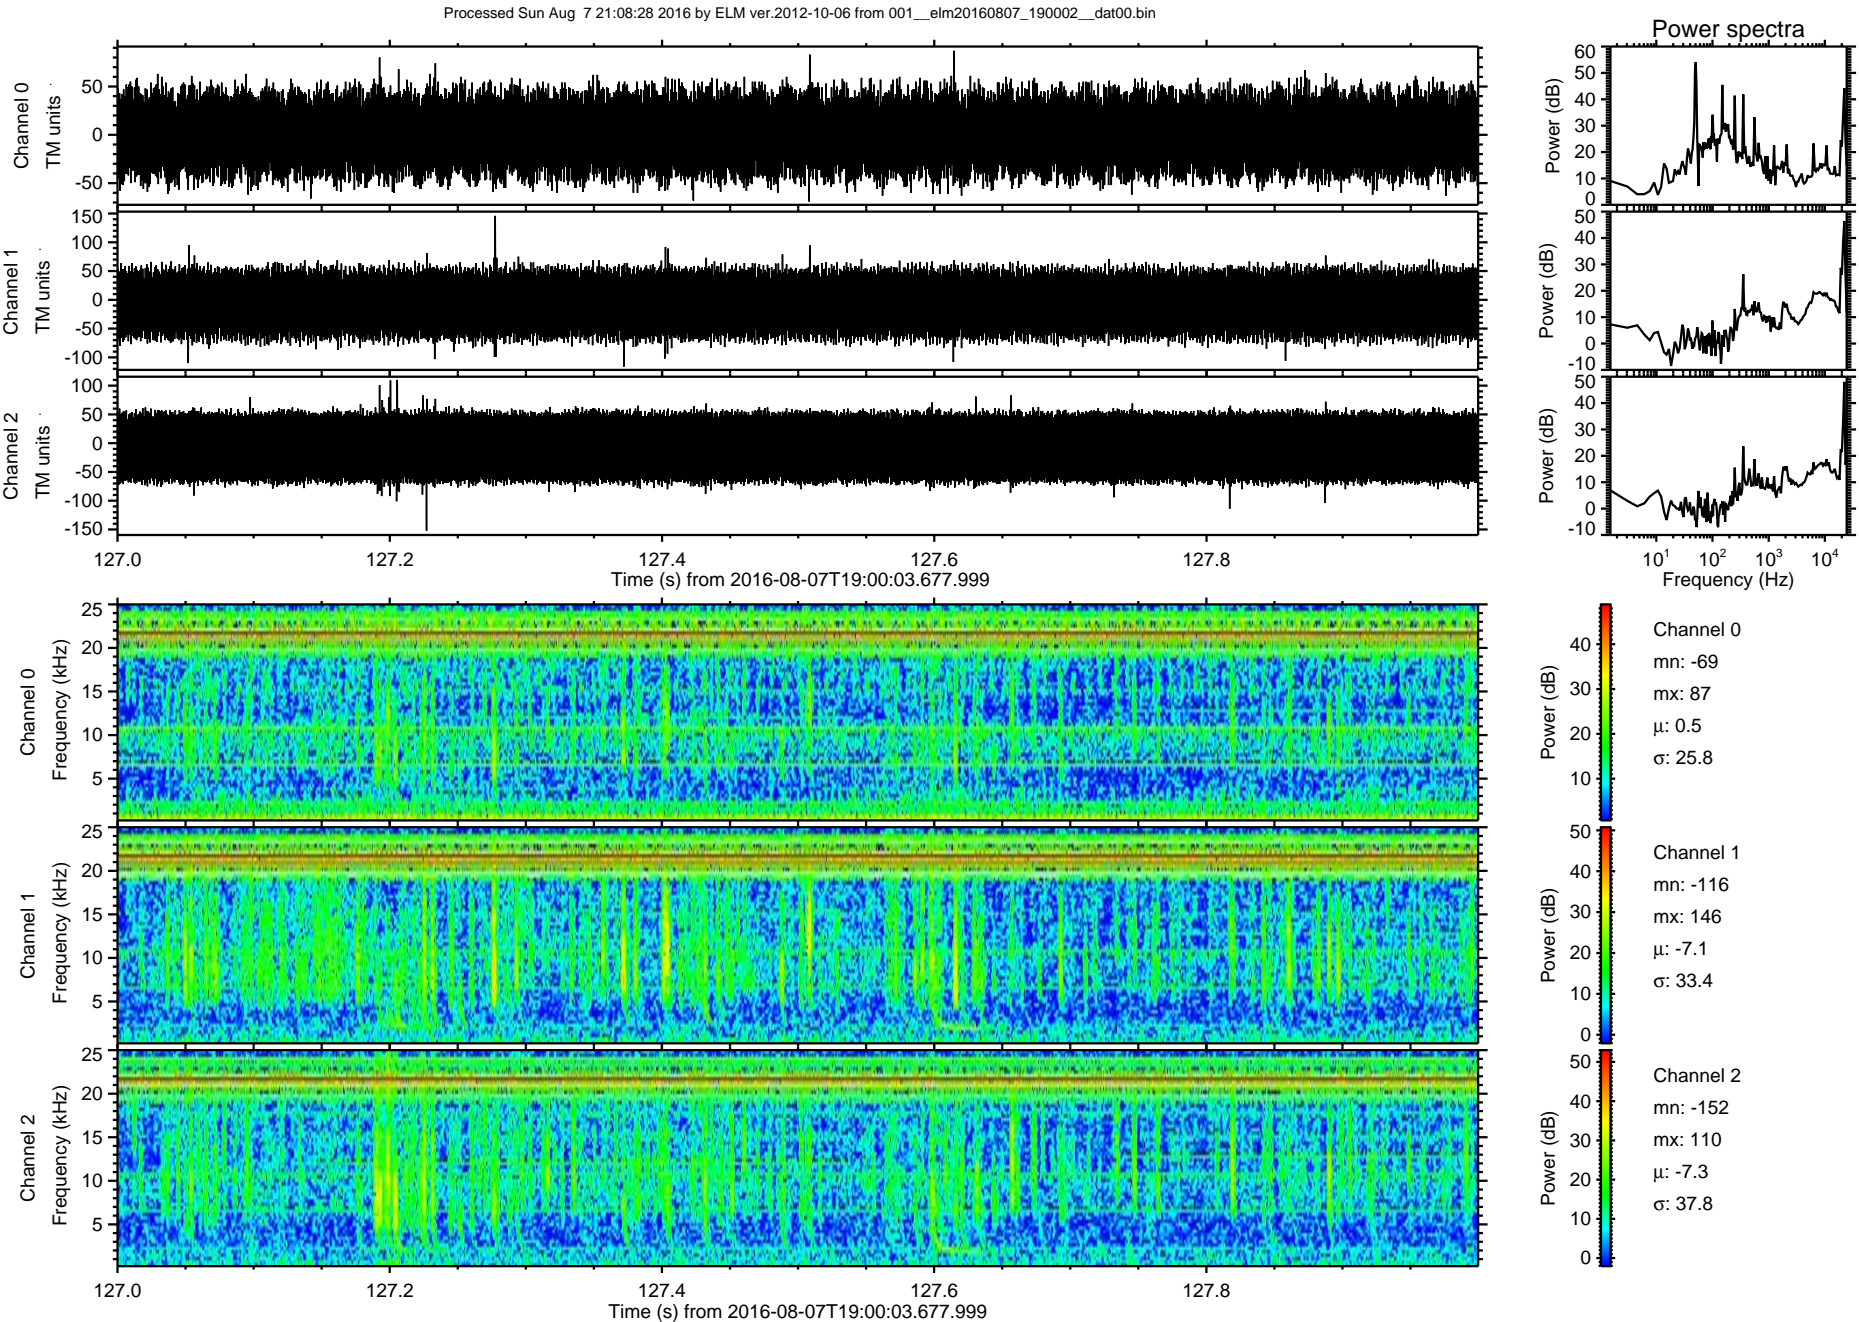 Processed Sun Aug  7 21:08:28 2016 by ELM ver.2012-10-06 from 001__elm20160807_190002__dat00.bin
Power spectra
Channel 0
TM units
50
0
-50
Power (dB)
60
50
40
30
20
10
0
Channel 1
TM units
150
100
50
0
-50
-100
Power (dB)
50
40
30
20
10
0
-10
Channel 2
TM units
100
50
0
-50
-100
-150
Power (dB)
50
40
30
20
10
0
-10
127.0 127.2 127.4 127.6 127.8
Time (s) from 2016-08-07T19:00:03.677.999
10¹ 10² 10³ 10⁴
Frequency (Hz)
Channel 0
Frequency (kHz)
25
20
15
10
5
Power (dB)
40
30
20
10
Channel 0
mn: -69
mx: 87
μ: 0.5
σ: 25.8
Channel 1
Frequency (kHz)
25
20
15
10
5
Power (dB)
50
40
30
20
10
0
Channel 1
mn: -116
mx: 146
μ: -7.1
σ: 33.4
Channel 2
Frequency (kHz)
25
20
15
10
5
Power (dB)
50
40
30
20
10
0
Channel 2
mn: -152
mx: 110
μ: -7.3
σ: 37.8
127.0 127.2 127.4 127.6 127.8
Time (s) from 2016-08-07T19:00:03.677.999